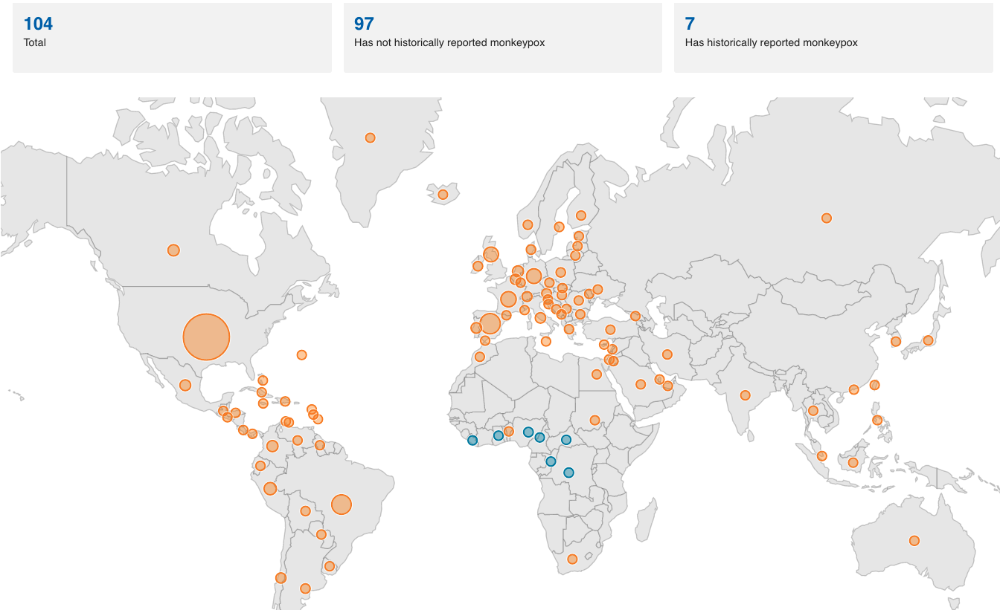 104
Total
97
Has not historically reported monkeypox
7
Has historically reported monkeypox